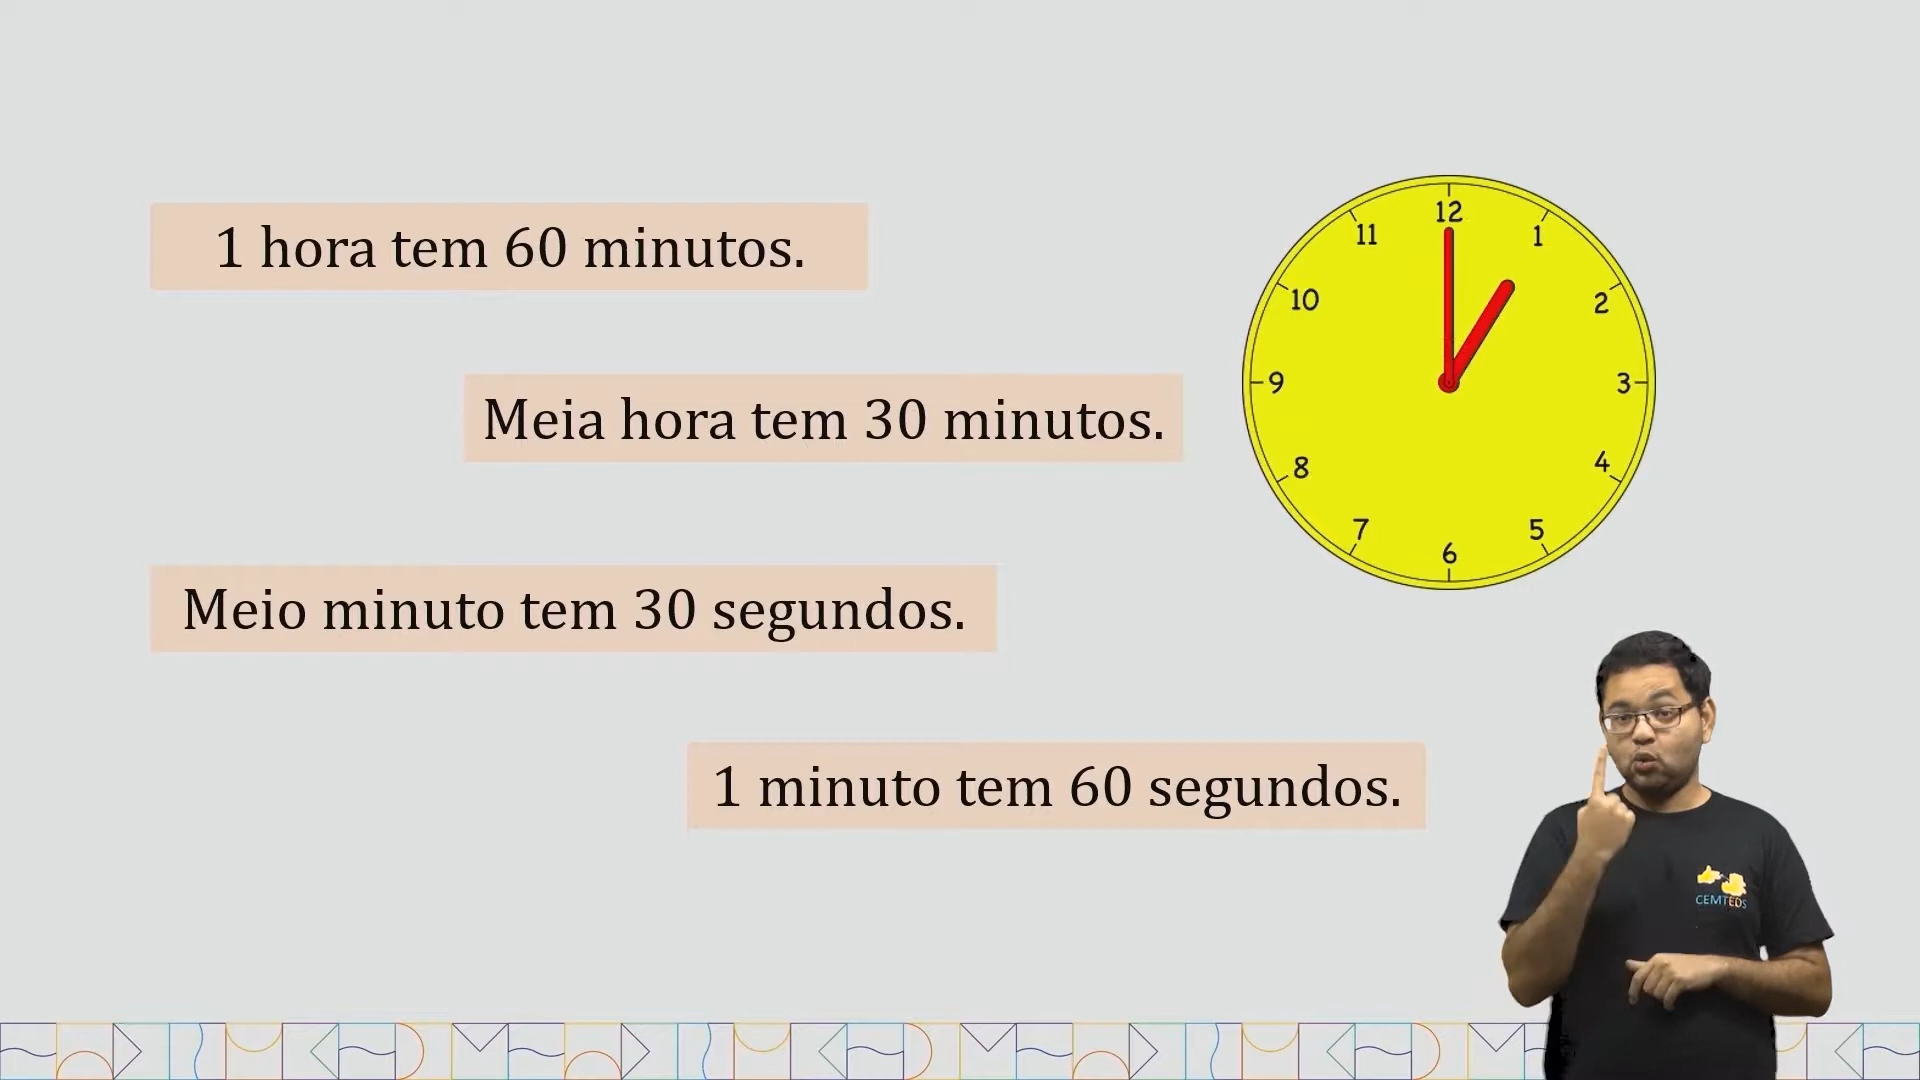 1 hora tem 60 minutos.
Meia hora tem 30 minutos.
Meio minuto tem 30 segundos.
1 minuto tem 60 segundos.
12
1
2
3
4
5
6
7
8
9
10
11
CEMTEDS